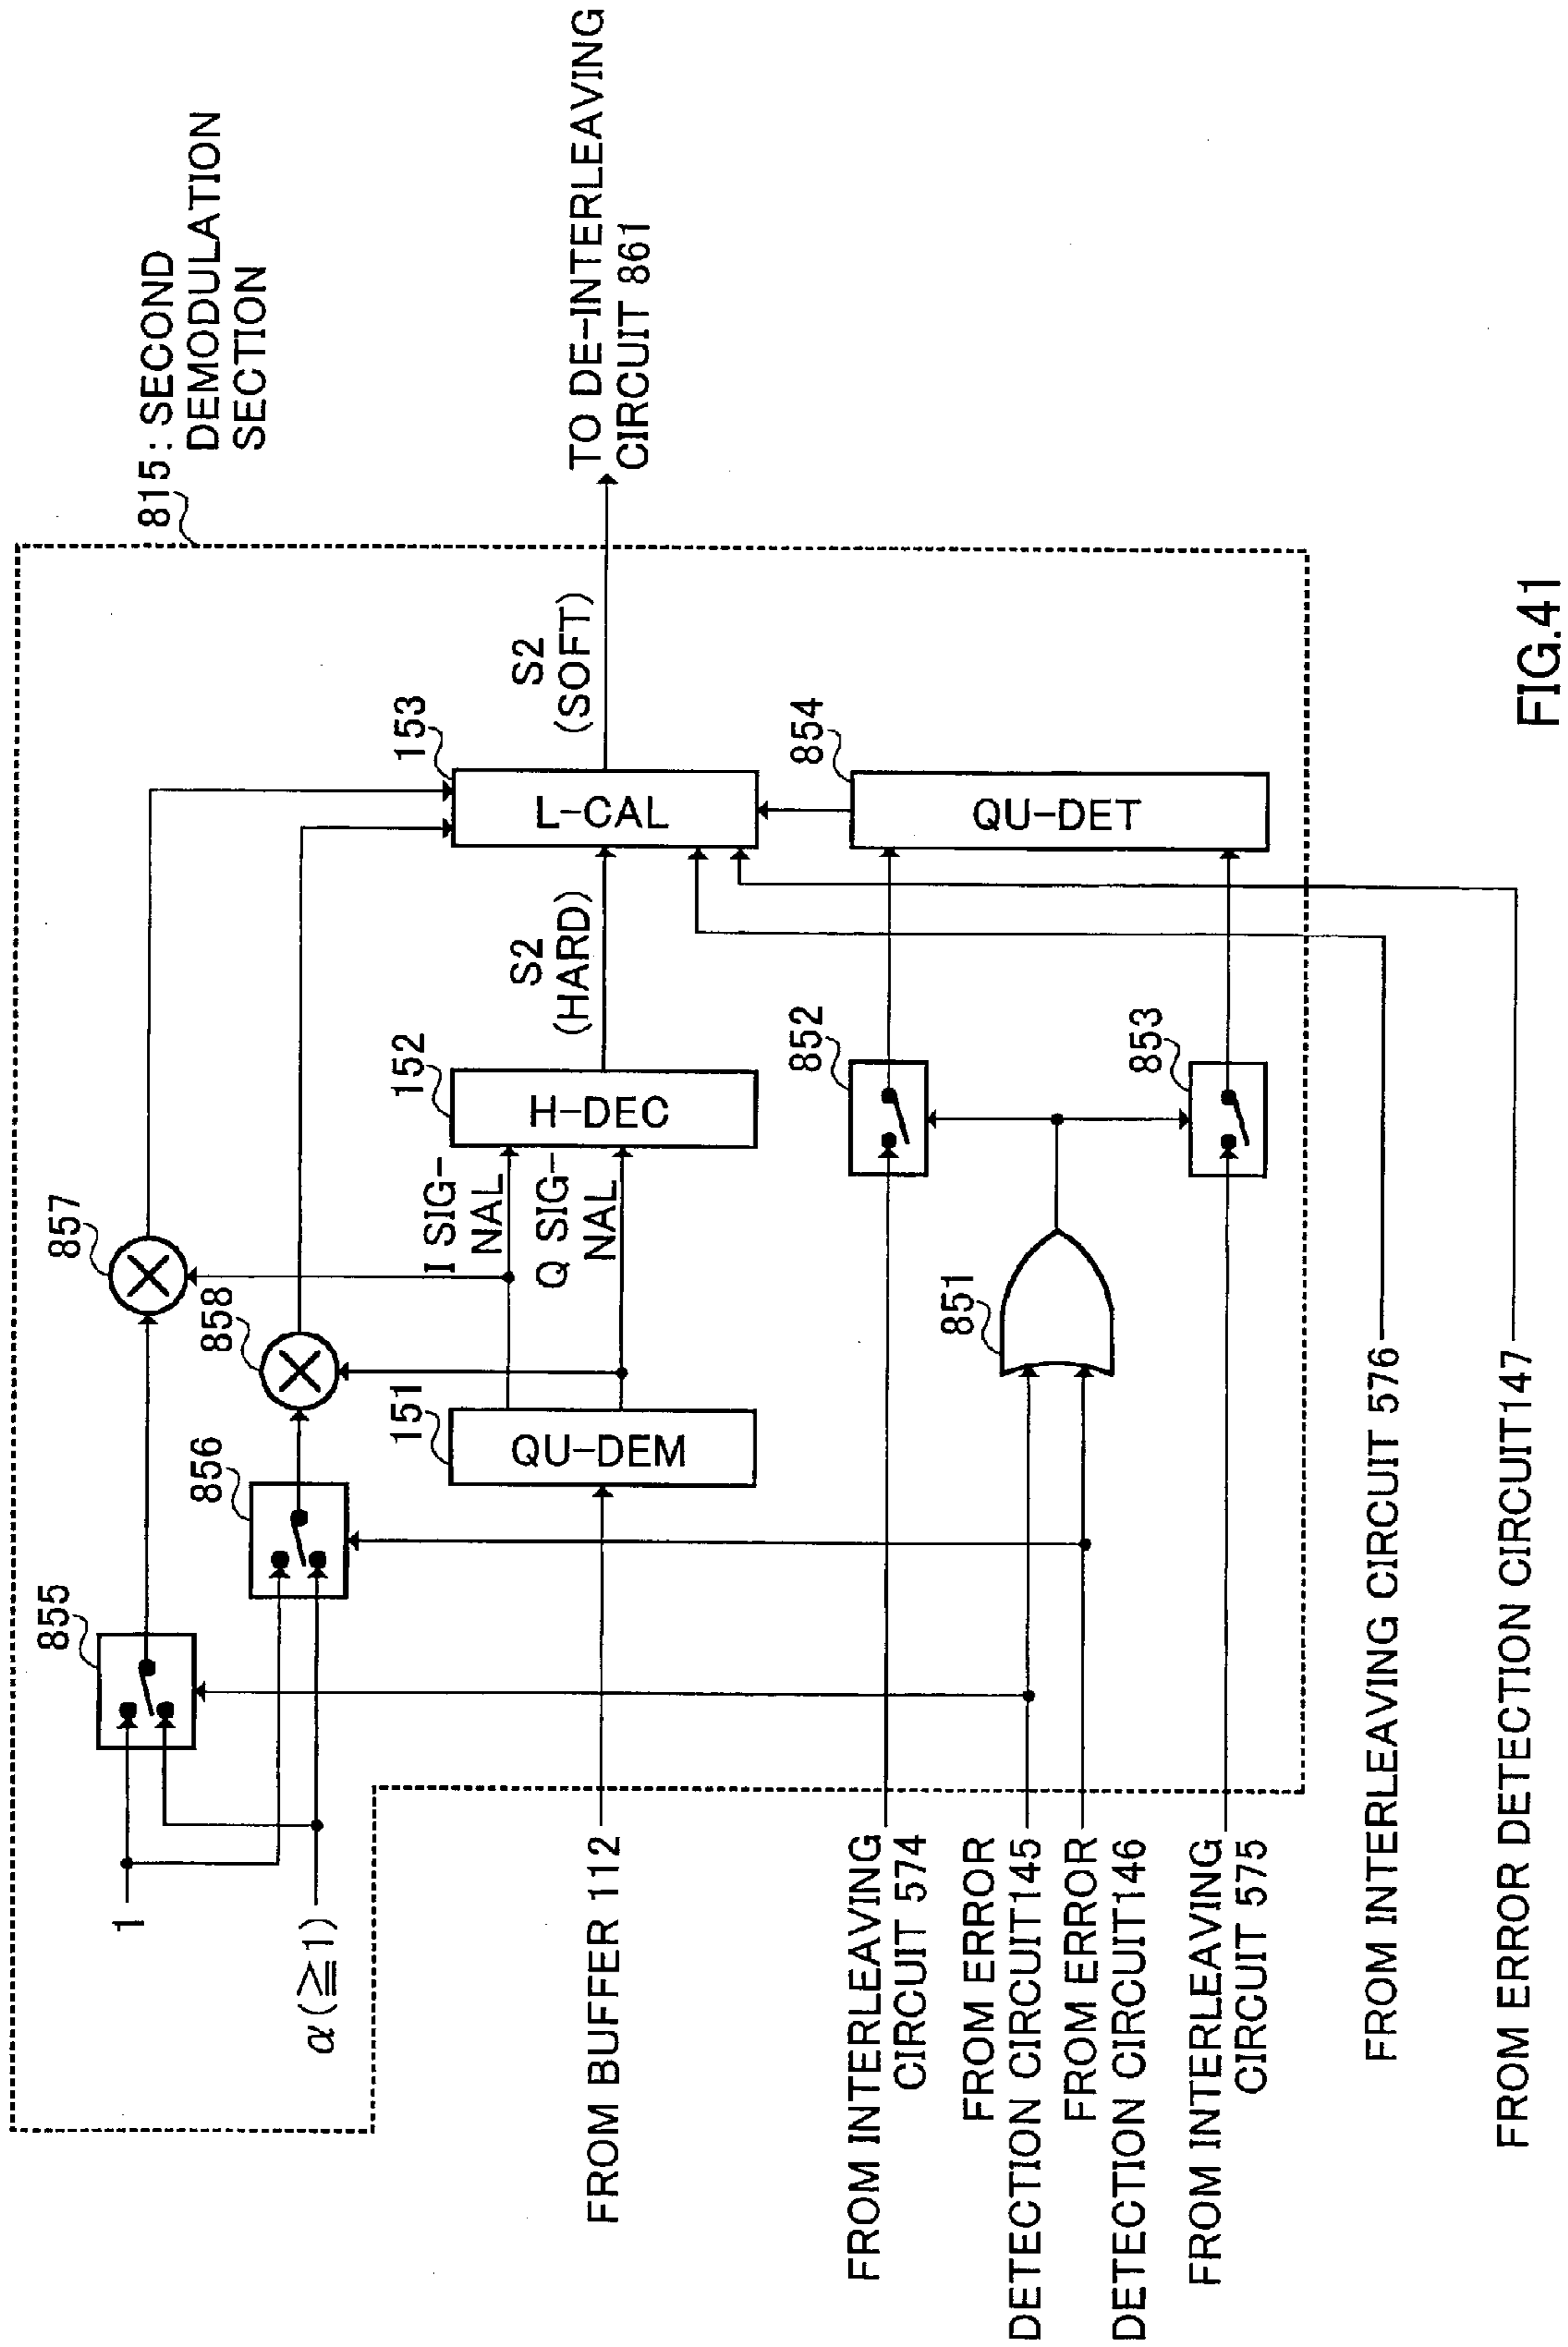 815 : SECOND
DEMODULATION
SECTION
857
855
856
858
1
α (≧1)
I SIG-
NAL
Q SIG-
NAL
151
QU-DEM
152
H-DEC
S2
(HARD)
153
L-CAL
S2
(SOFT)
TO DE-INTERLEAVING
CIRCUIT 861
FROM BUFFER 112
852
854
QU-DET
851
853
FROM INTERLEAVING
CIRCUIT 574
FROM ERROR
DETECTION CIRCUIT145
FROM ERROR
DETECTION CIRCUIT146
FROM INTERLEAVING
CIRCUIT 575
FROM INTERLEAVING CIRCUIT 576
FROM ERROR DETECTION CIRCUIT147
FIG.41